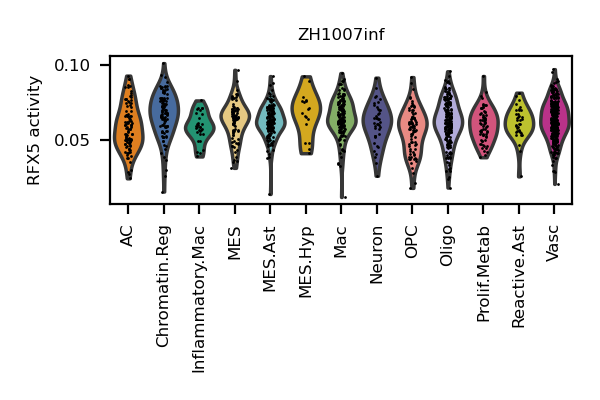 ZH1007inf
RFX5 activity
0.10
0.05
AC
Chromatin.Reg
Inflammatory.Mac
MES
MES.Ast
MES.Hyp
Mac
Neuron
OPC
Oligo
Prolif.Metab
Reactive.Ast
Vasc